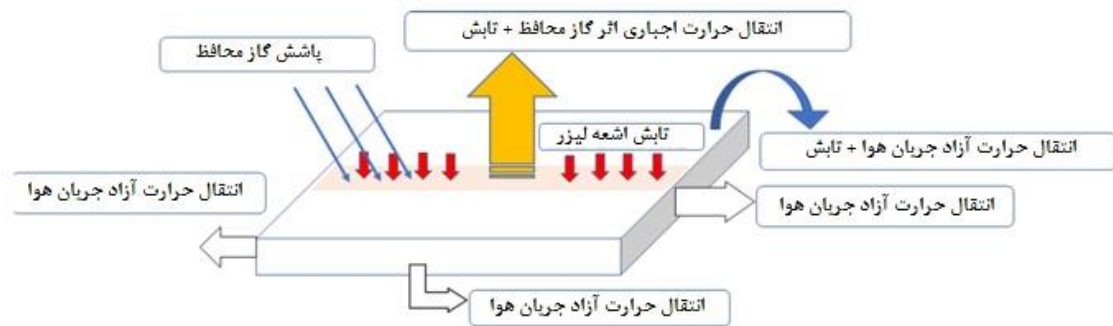 انتقال حرارت اجباری اثر گاز محافظ + تابش
پاشش گاز محافظ
تابش اشعه لیزر
انتقال حرارت آزاد جریان هوا + تابش
انتقال حرارت آزاد جریان هوا
انتقال حرارت آزاد جریان هوا
انتقال حرارت آزاد جریان هوا